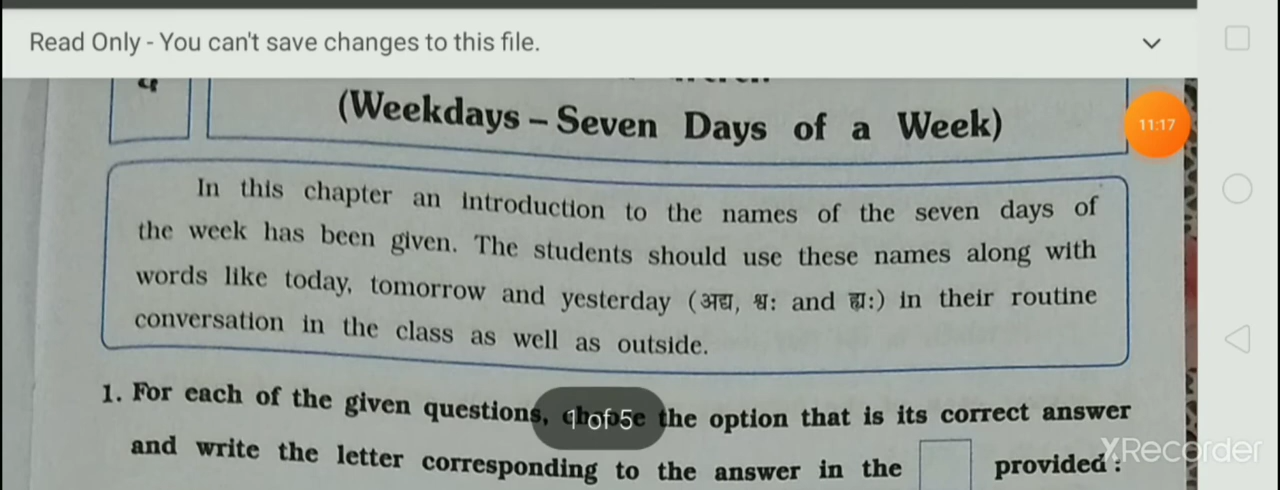 Read Only - You can't save changes to this file.
(Weekdays – Seven Days of a Week)
11:17
In this chapter an introduction to the names of the seven days of
the week has been given. The students should use these names along with
words like today, tomorrow and yesterday (अद्य, श्व: and ह्य:) in their routine
conversation in the class as well as outside.
1. For each of the given questions, choose the option that is its correct answer
1 of 5
and write the letter corresponding to the answer in the provided :
XRecorder